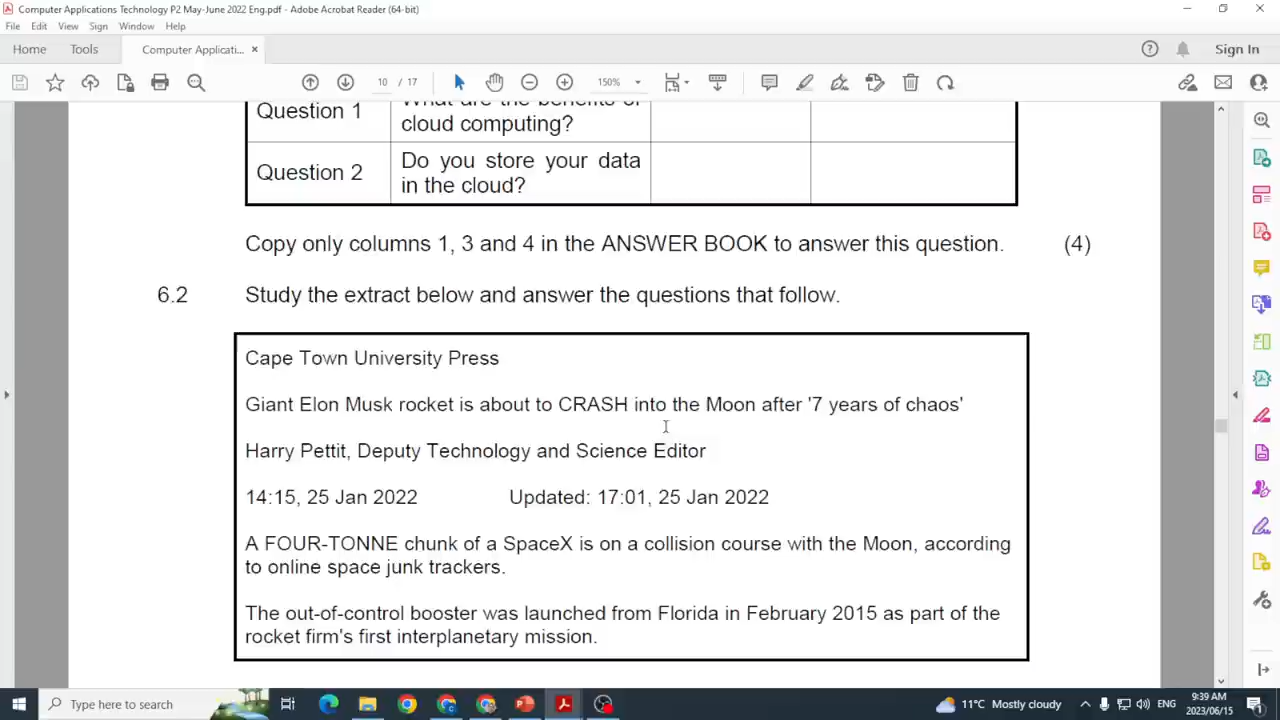 Computer Applications Technology P2 May-June 2022 Eng.pdf - Adobe Acrobat Reader (64-bit)
File Edit View Sign Window Help
Home Tools Computer Applicati... × Sign In
10 / 17 150%
Question 1 What are the benefits of
cloud computing?
Question 2 Do you store your data
in the cloud?
Copy only columns 1, 3 and 4 in the ANSWER BOOK to answer this question. (4)
6.2 Study the extract below and answer the questions that follow.
Cape Town University Press
Giant Elon Musk rocket is about to CRASH into the Moon after '7 years of chaos'
Harry Pettit, Deputy Technology and Science Editor
14:15, 25 Jan 2022 Updated: 17:01, 25 Jan 2022
A FOUR-TONNE chunk of a SpaceX is on a collision course with the Moon, according
to online space junk trackers.
The out-of-control booster was launched from Florida in February 2015 as part of the
rocket firm's first interplanetary mission.
Type here to search 11°C Mostly cloudy ENG 9:39 AM
2023/06/15